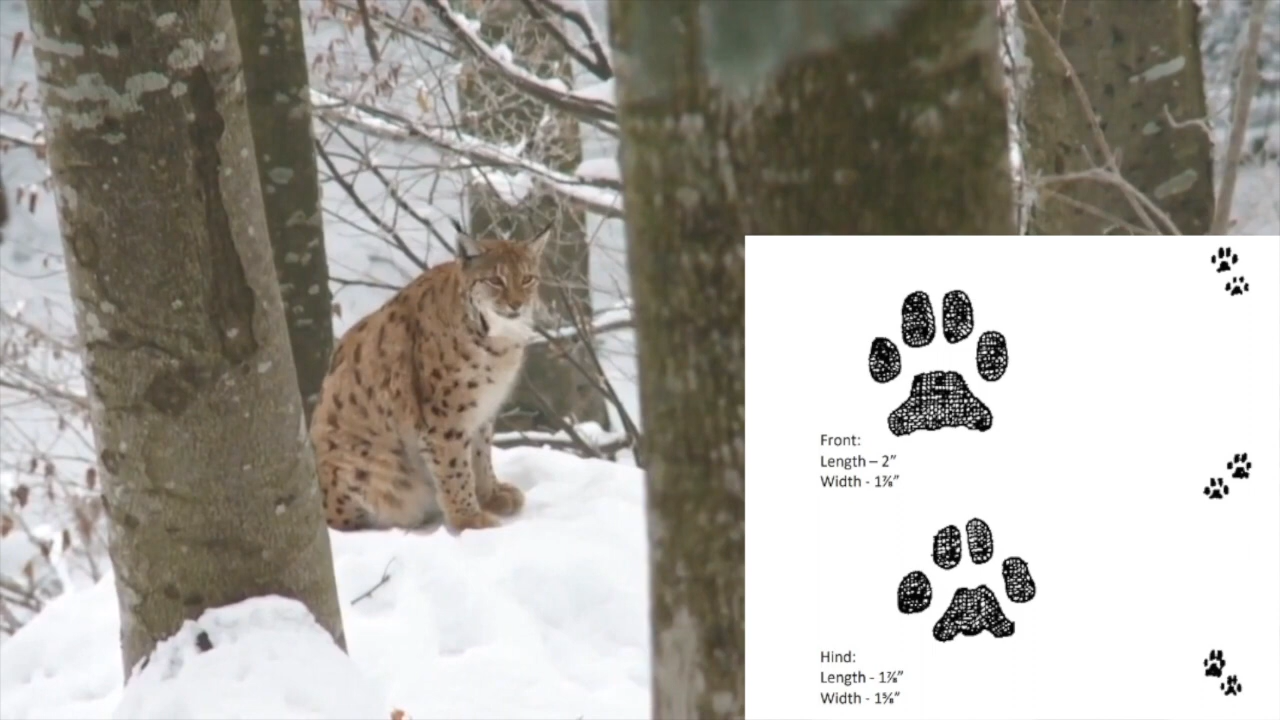 Front:
Length – 2”
Width - 1⅞”
Hind:
Length - 1⅞”
Width - 1⅝”